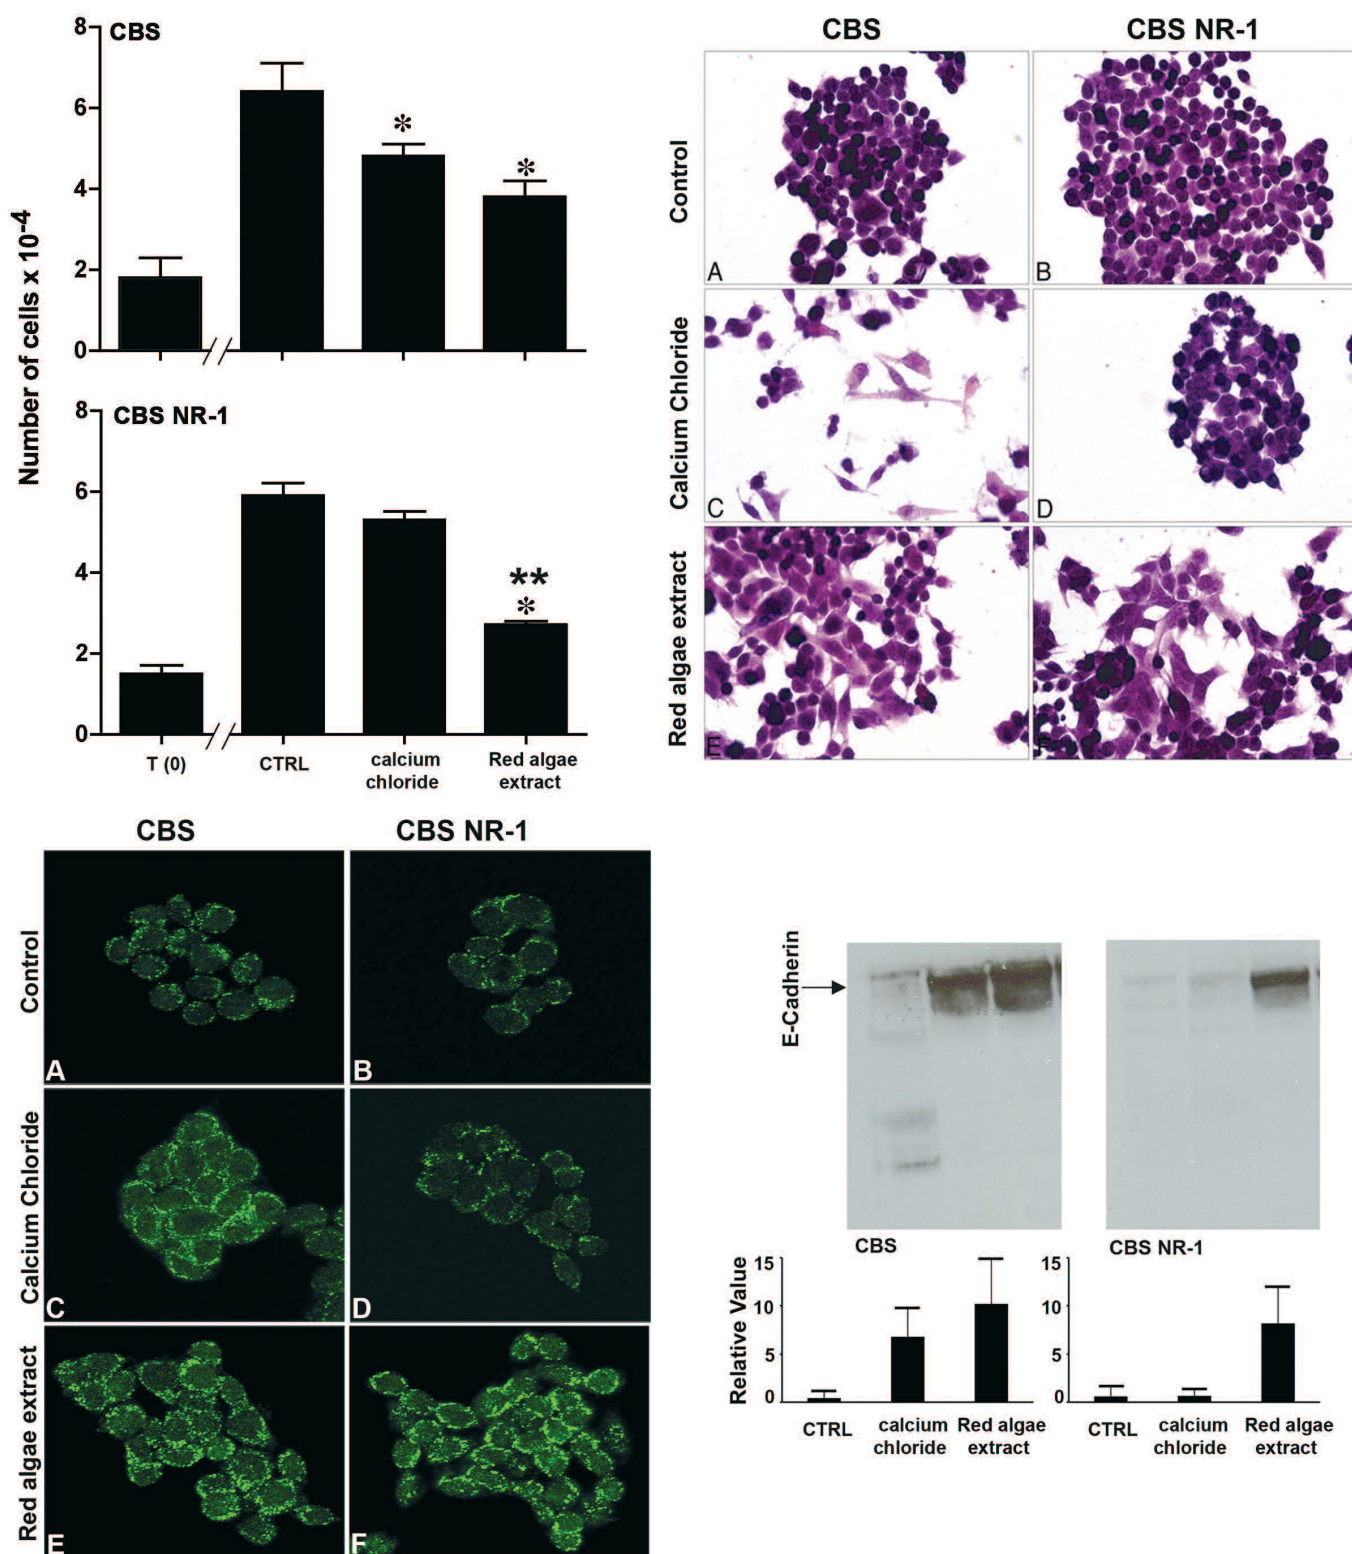 CBS
8
6
4
2
0
*
*
Number of cells x 10-4
CBS NR-1
8
6
4
2
0
**
*
T (0)
CTRL
calcium
chloride
Red algae
extract
CBS
CBS NR-1
Control
Calcium Chloride
Red algae extract
A
B
C
D
E
F
CBS
CBS NR-1
Control
Calcium Chloride
Red algae extract
A
B
C
D
E
F
E-Cadherin
CBS
CBS NR-1
Relative Value
15
10
5
0
CTRL
calcium
chloride
Red algae
extract
15
10
5
0
CTRL
calcium
chloride
Red algae
extract